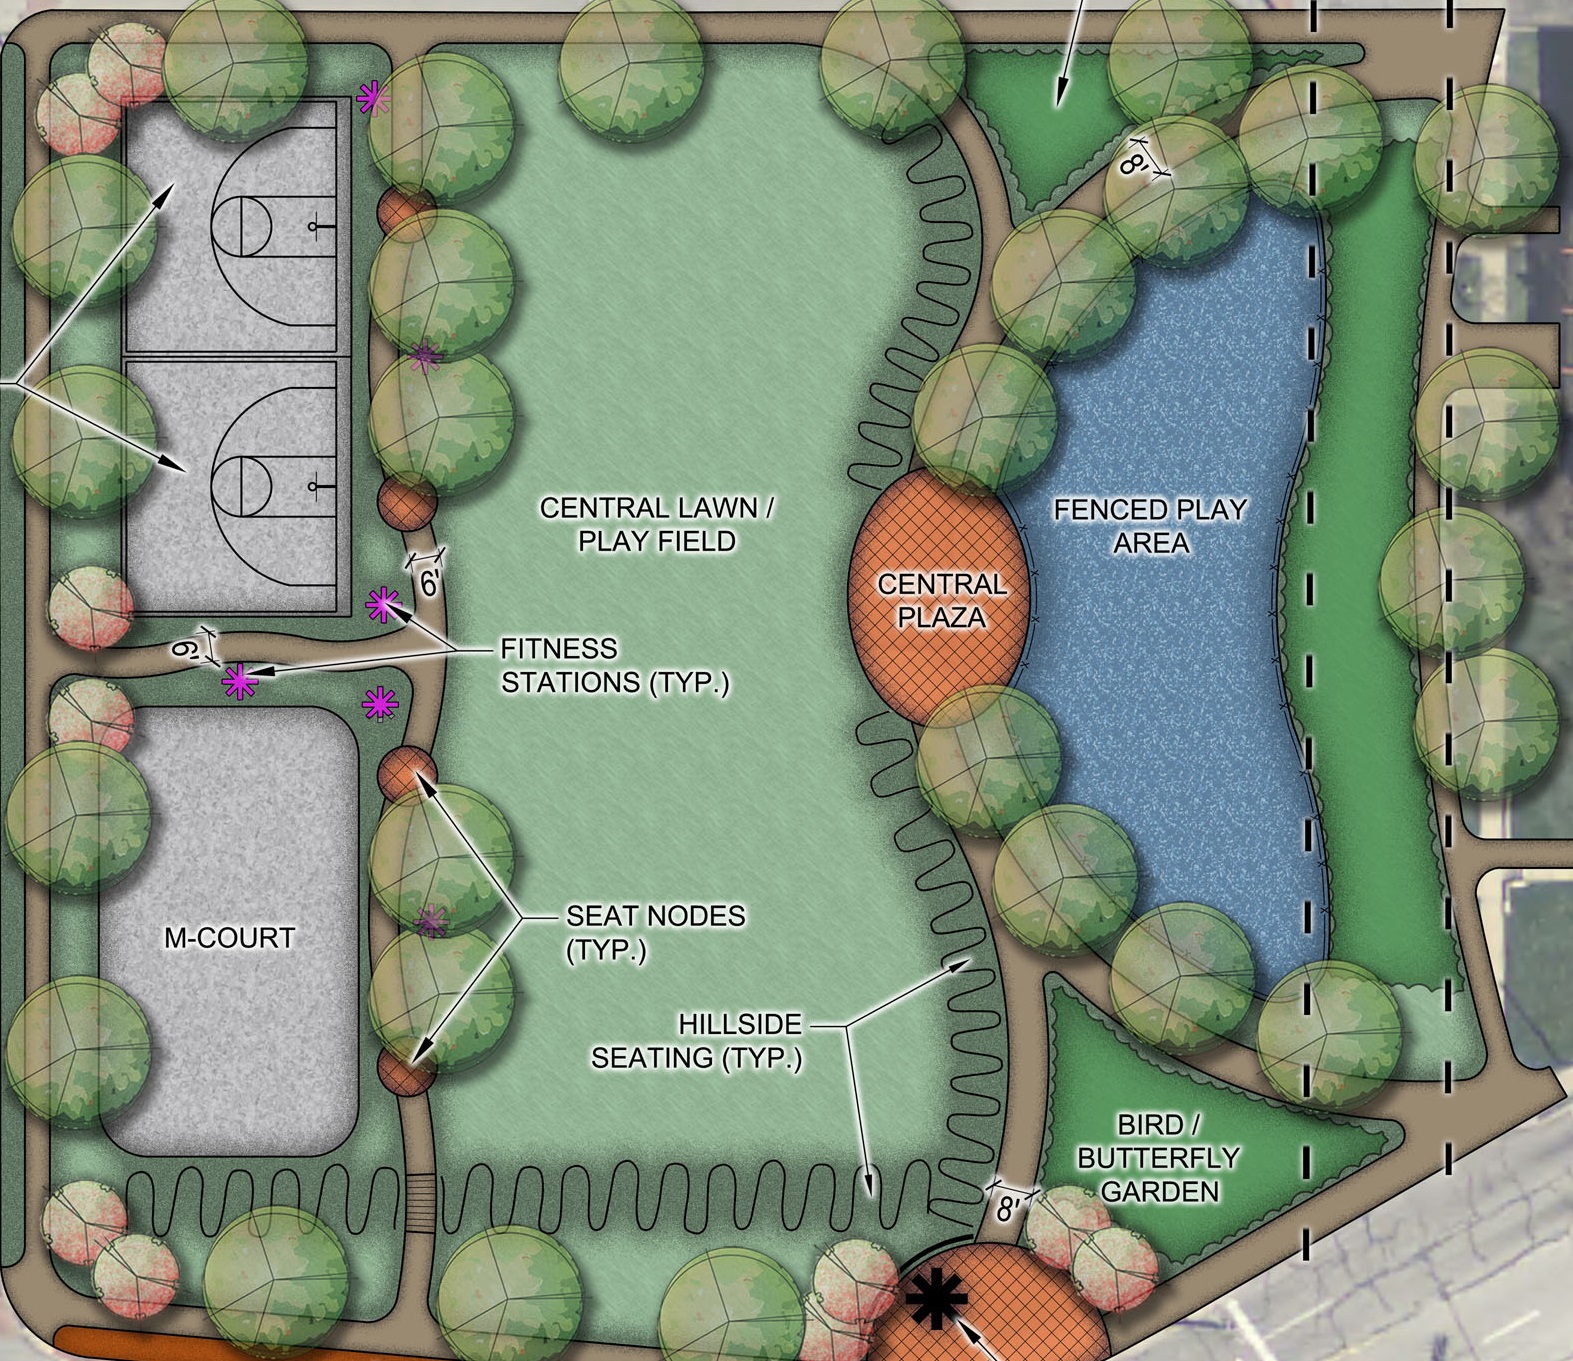 8'
CENTRAL LAWN /
PLAY FIELD
FENCED PLAY
AREA
6'
CENTRAL
PLAZA
6'
FITNESS
STATIONS (TYP.)
SEAT NODES
(TYP.)
M-COURT
HILLSIDE
SEATING (TYP.)
BIRD /
BUTTERFLY
GARDEN
8'